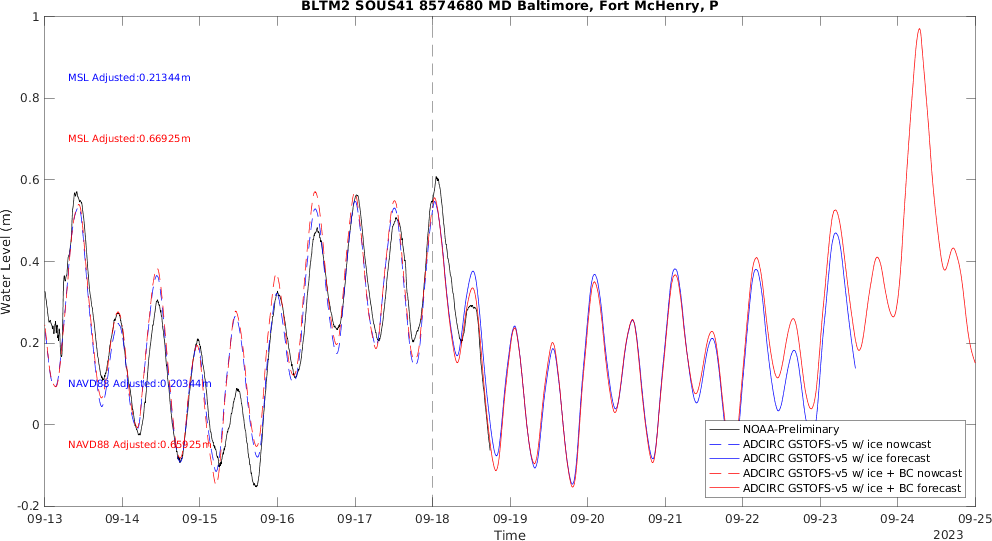 BLTM2 SOUS41 8574680 MD Baltimore, Fort McHenry, P
Water Level (m)
1
0.8
0.6
0.4
0.2
0
-0.2
MSL Adjusted:0.21344m
MSL Adjusted:0.66925m
NAVD88 Adjusted:0.20344m
NAVD88 Adjusted:0.65925m
NOAA-Preliminary
ADCIRC GSTOFS-v5 w/ ice nowcast
ADCIRC GSTOFS-v5 w/ ice forecast
ADCIRC GSTOFS-v5 w/ ice + BC nowcast
ADCIRC GSTOFS-v5 w/ ice + BC forecast
09-13 09-14 09-15 09-16 09-17 09-18 09-19 09-20 09-21 09-22 09-23 09-24 09-25
Time
2023